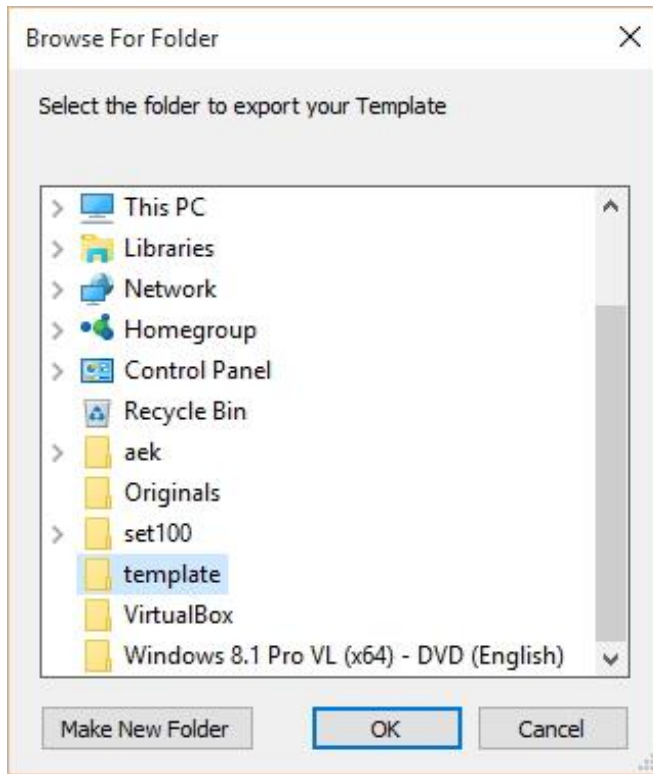 Browse For Folder
Select the folder to export your Template
This PC
Libraries
Network
Homegroup
Control Panel
Recycle Bin
aek
Originals
set100
template
VirtualBox
Windows 8.1 Pro VL (x64) - DVD (English)
Make New Folder OK Cancel